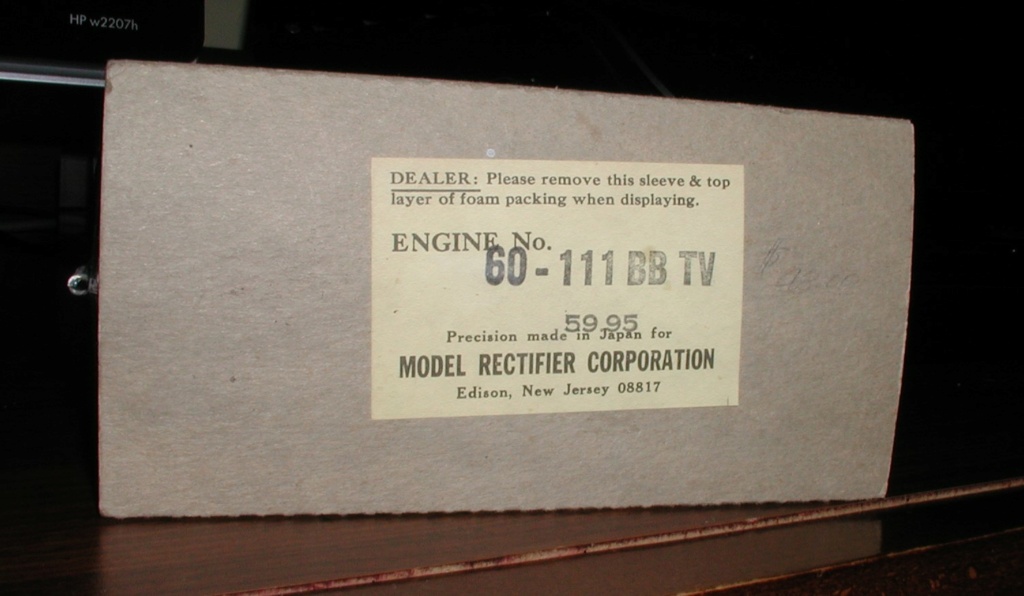 HP w2207h
DEALER: Please remove this sleeve & top
layer of foam packing when displaying.
ENGINE No.
60-111 BB TV
59.95
Precision made in Japan for
MODEL RECTIFIER CORPORATION
Edison, New Jersey 08817
$